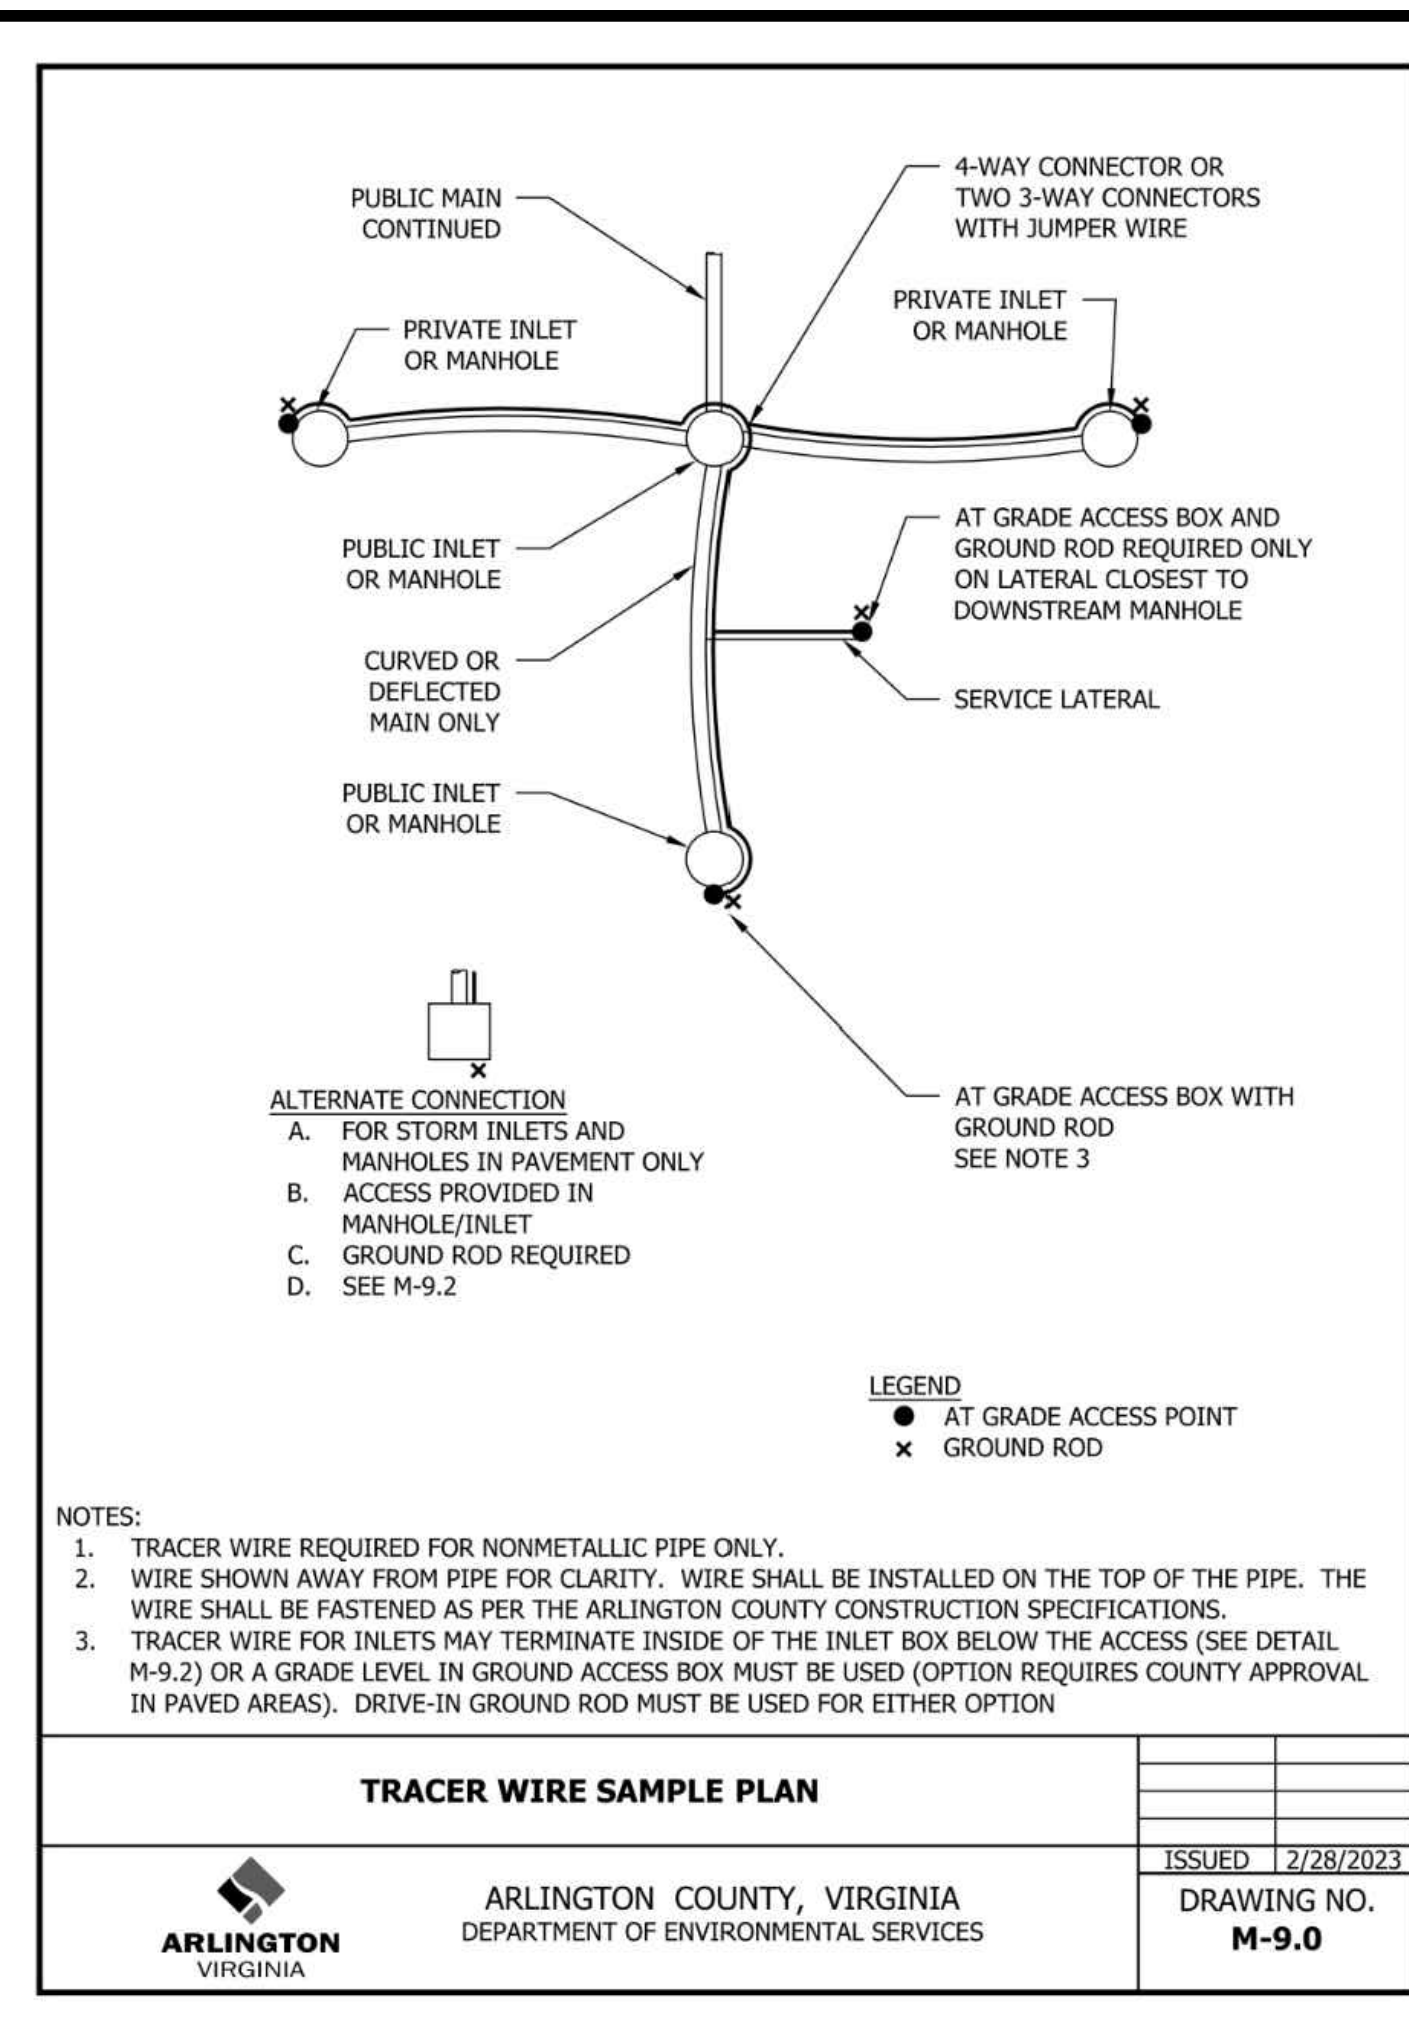 4-WAY CONNECTOR OR
TWO 3-WAY CONNECTORS
WITH JUMPER WIRE
PUBLIC MAIN
CONTINUED
PRIVATE INLET
OR MANHOLE
PRIVATE INLET
OR MANHOLE
PUBLIC INLET
OR MANHOLE
AT GRADE ACCESS BOX AND
GROUND ROD REQUIRED ONLY
ON LATERAL CLOSEST TO
DOWNSTREAM MANHOLE
CURVED OR
DEFLECTED
MAIN ONLY
SERVICE LATERAL
PUBLIC INLET
OR MANHOLE
AT GRADE ACCESS BOX WITH
GROUND ROD
SEE NOTE 3
ALTERNATE CONNECTION
A. FOR STORM INLETS AND
MANHOLES IN PAVEMENT ONLY
B. ACCESS PROVIDED IN
MANHOLE/INLET
C. GROUND ROD REQUIRED
D. SEE M-9.2
LEGEND
AT GRADE ACCESS POINT
GROUND ROD
NOTES:
1. TRACER WIRE REQUIRED FOR NONMETALLIC PIPE ONLY.
2. WIRE SHOWN AWAY FROM PIPE FOR CLARITY. WIRE SHALL BE INSTALLED ON THE TOP OF THE PIPE. THE
WIRE SHALL BE FASTENED AS PER THE ARLINGTON COUNTY CONSTRUCTION SPECIFICATIONS.
3. TRACER WIRE FOR INLETS MAY TERMINATE INSIDE OF THE INLET BOX BELOW THE ACCESS (SEE DETAIL
M-9.2) OR A GRADE LEVEL IN GROUND ACCESS BOX MUST BE USED (OPTION REQUIRES COUNTY APPROVAL
IN PAVED AREAS). DRIVE-IN GROUND ROD MUST BE USED FOR EITHER OPTION
TRACER WIRE SAMPLE PLAN
ISSUED 2/28/2023
ARLINGTON
VIRGINIA
ARLINGTON COUNTY, VIRGINIA
DEPARTMENT OF ENVIRONMENTAL SERVICES
DRAWING NO.
M-9.0